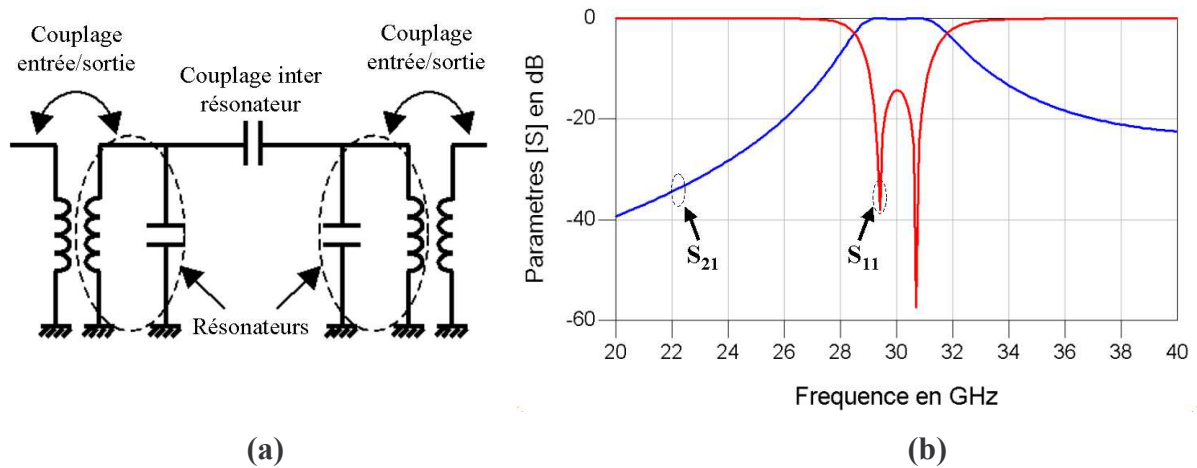 Couplage
entrée/sortie
Couplage inter
résonateur
Couplage
entrée/sortie
Résonateurs
(a)
Parametres [S] en dB
0
-20
-40
-60
S21
S11
20 22 24 26 28 30 32 34 36 38 40
Frequence en GHz
(b)